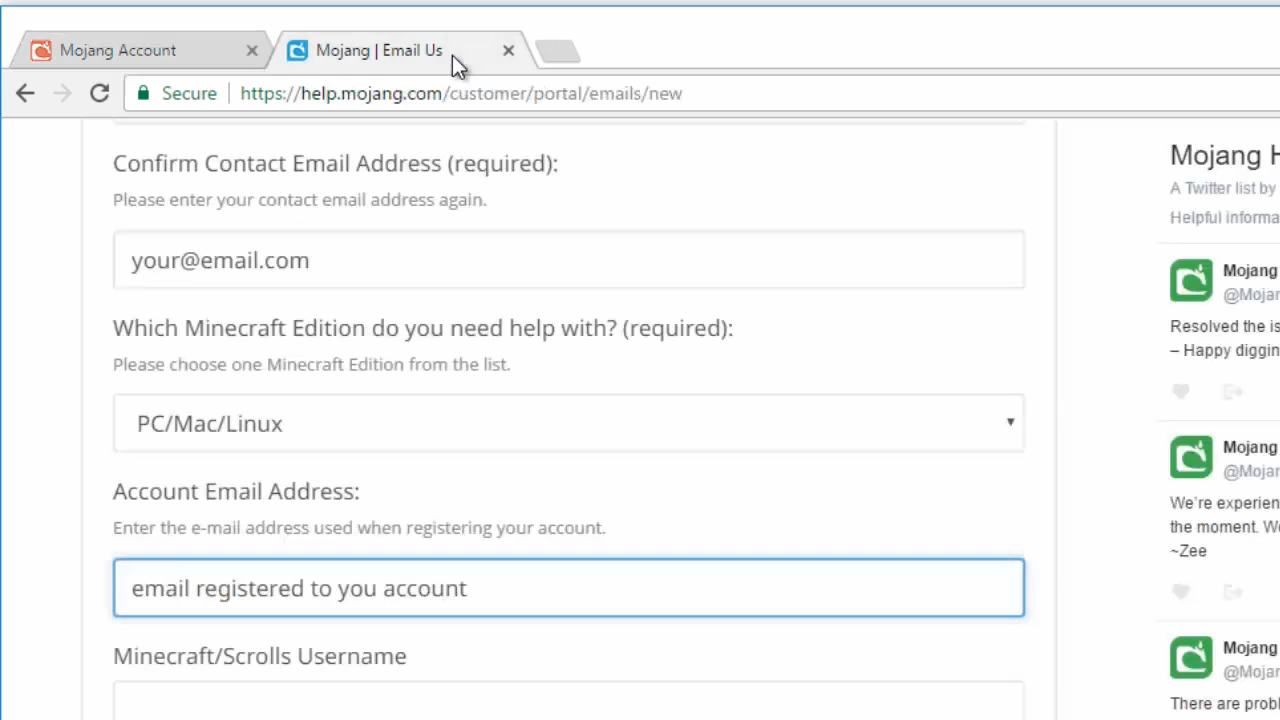 Mojang Account
Mojang | Email Us
Secure
https://help.mojang.com/customer/portal/emails/new
Confirm Contact Email Address (required):
Please enter your contact email address again.
your@email.com
Which Minecraft Edition do you need help with? (required):
Please choose one Minecraft Edition from the list.
PC/Mac/Linux
Account Email Address:
Enter the e-mail address used when registering your account.
email registered to you account
Minecraft/Scrolls Username
Mojang H
A Twitter list by
Helpful informa
Mojang
@Mojar
Resolved the is
– Happy diggin
Mojang
@Mojar
We're experien
the moment. We
~Zee
Mojang
@Mojar
There are probl